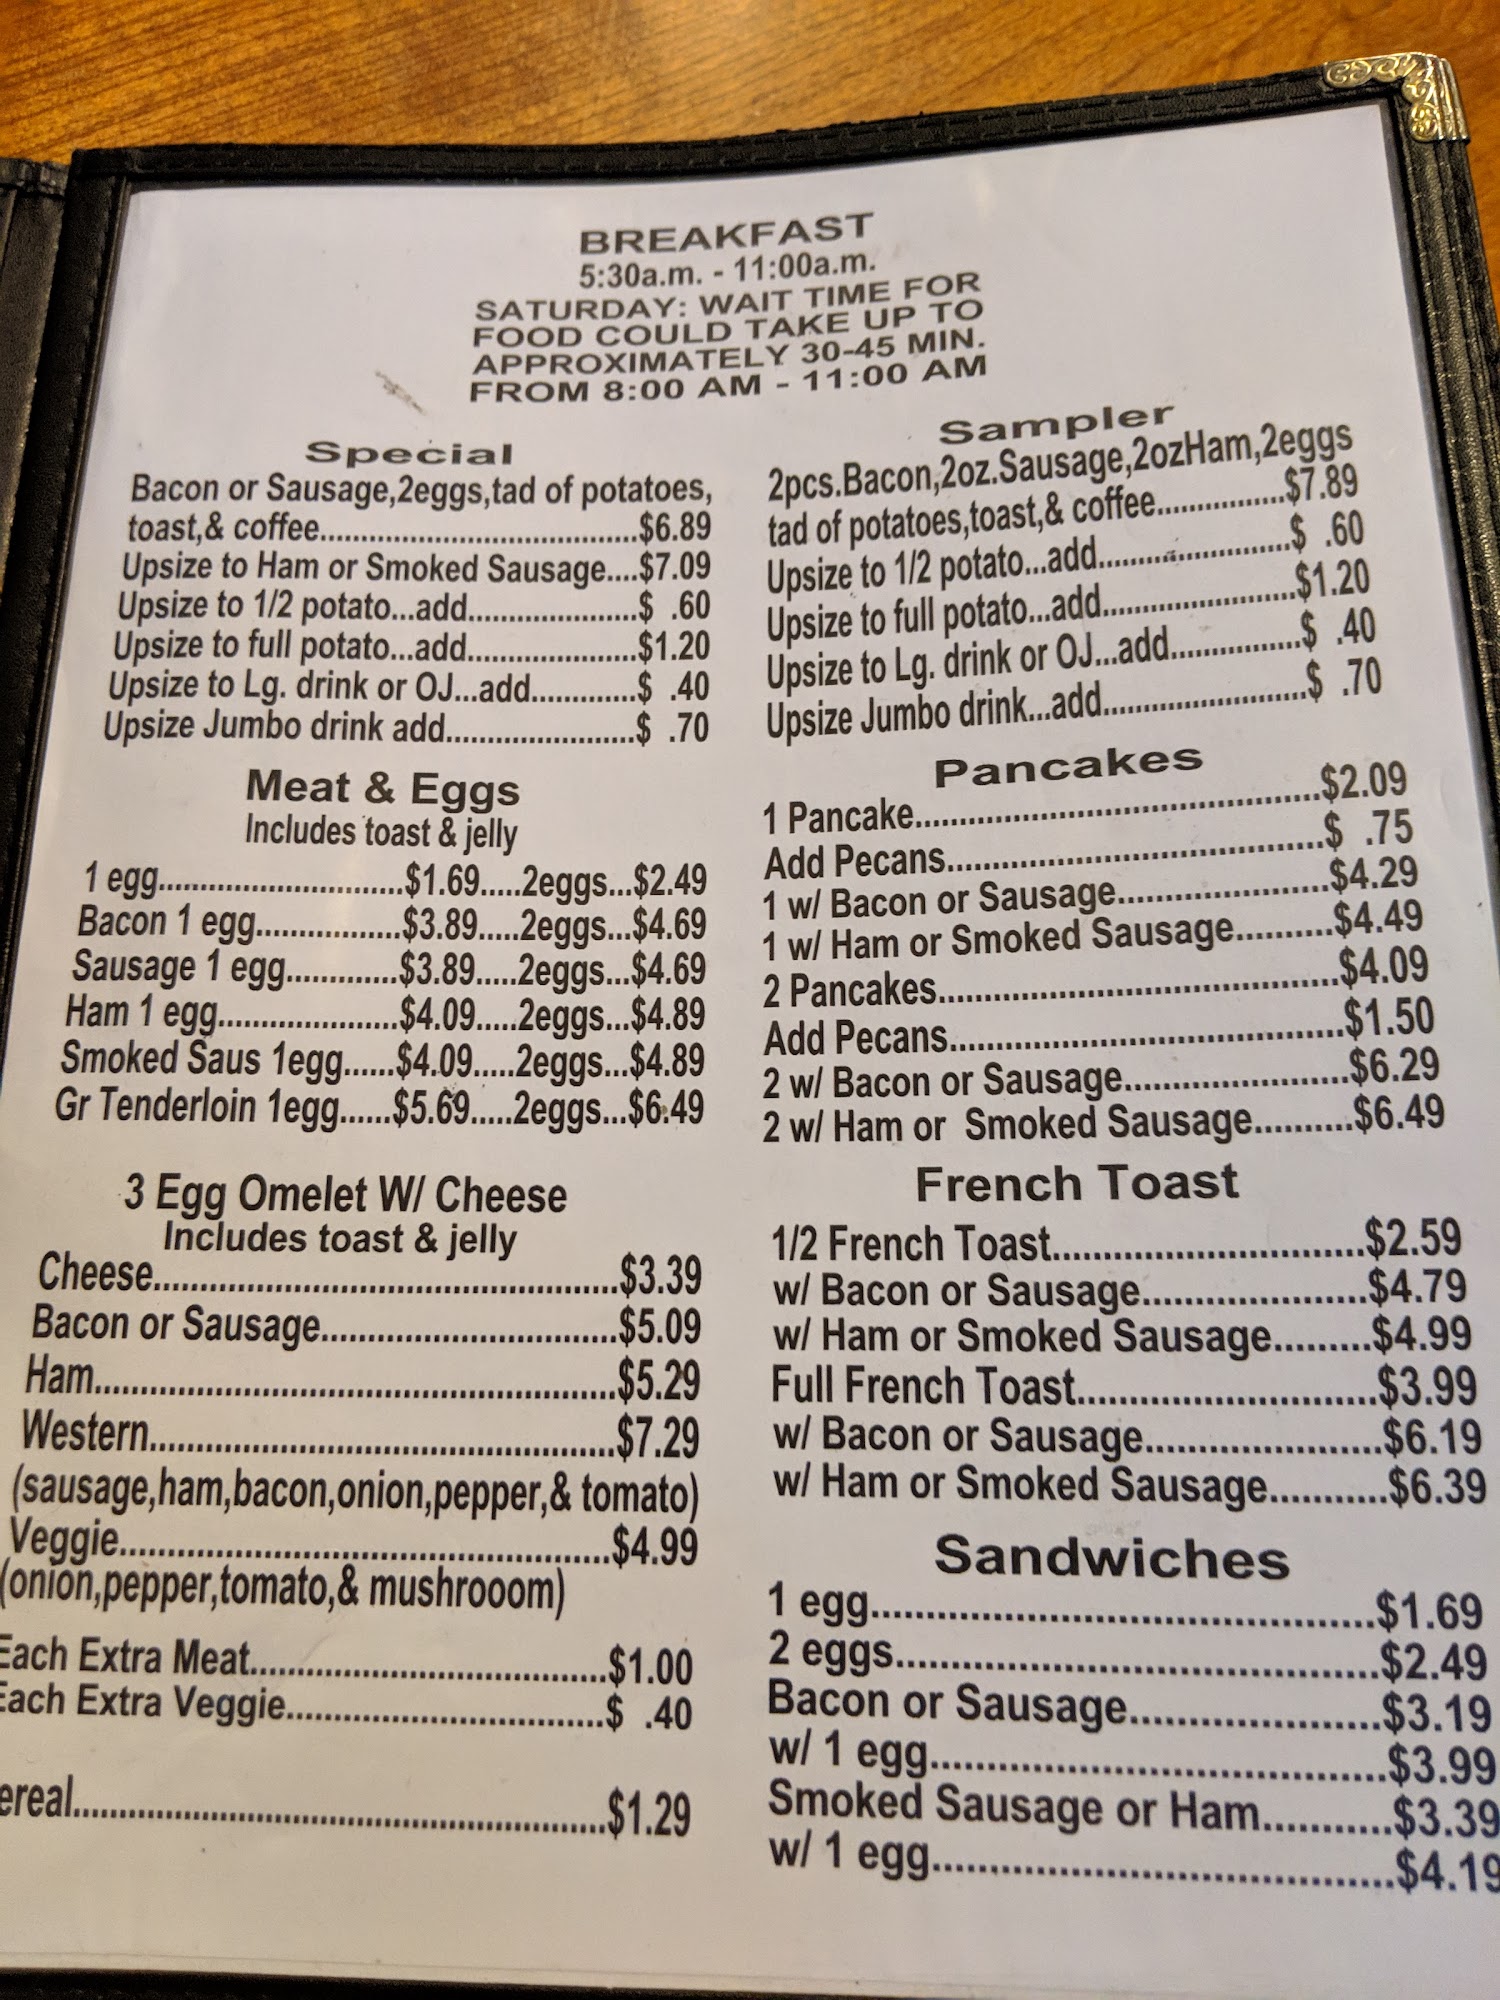 BREAKFAST
5:30a.m. - 11:00a.m.
SATURDAY: WAIT TIME FOR
FOOD COULD TAKE UP TO
APPROXIMATELY 30-45 MIN.
FROM 8:00 AM - 11:00 AM
Special
Bacon or Sausage,2eggs,tad of potatoes,
toast,& coffee....................................$6.89
Upsize to Ham or Smoked Sausage....$7.09
Upsize to 1/2 potato...add...................$ .60
Upsize to full potato...add...................$1.20
Upsize to Lg. drink or OJ...add............$ .40
Upsize Jumbo drink add......................$ .70
Meat & Eggs
Includes toast & jelly
1 egg............................$1.69.....2eggs...$2.49
Bacon 1 egg.................$3.89.....2eggs...$4.69
Sausage 1 egg.............$3.89.....2eggs...$4.69
Ham 1 egg.....................$4.09.....2eggs...$4.89
Smoked Saus 1egg......$4.09.....2eggs...$4.89
Gr Tenderloin 1egg......$5.69.....2eggs...$6.49
3 Egg Omelet W/ Cheese
Includes toast & jelly
Cheese..................................................$3.39
Bacon or Sausage................................$5.09
Ham........................................................$5.29
Western..................................................$7.29
(sausage,ham,bacon,onion,pepper,& tomato)
Veggie....................................................$4.99
(onion,pepper,tomato,& mushrooom)
Each Extra Meat.....................................$1.00
Each Extra Veggie.................................$ .40
ereal........................................................$1.29
Sampler
2pcs.Bacon,2oz.Sausage,2ozHam,2eggs
tad of potatoes,toast,& coffee..............$7.89
Upsize to 1/2 potato...add.....................$ .60
Upsize to full potato...add.....................$1.20
Upsize to Lg. drink or OJ...add..............$ .40
Upsize Jumbo drink...add......................$ .70
Pancakes
1 Pancake............................................$2.09
Add Pecans.........................................$ .75
1 w/ Bacon or Sausage.......................$4.29
1 w/ Ham or Smoked Sausage..........$4.49
2 Pancakes..........................................$4.09
Add Pecans.........................................$1.50
2 w/ Bacon or Sausage.......................$6.29
2 w/ Ham or Smoked Sausage..........$6.49
French Toast
1/2 French Toast..............................$2.59
w/ Bacon or Sausage......................$4.79
w/ Ham or Smoked Sausage.........$4.99
Full French Toast.............................$3.99
w/ Bacon or Sausage.......................$6.19
w/ Ham or Smoked Sausage...........$6.39
Sandwiches
1 egg...............................................$1.69
2 eggs.............................................$2.49
Bacon or Sausage.......................$3.19
w/ 1 egg..........................................$3.99
Smoked Sausage or Ham............$3.39
w/ 1 egg..........................................$4.19